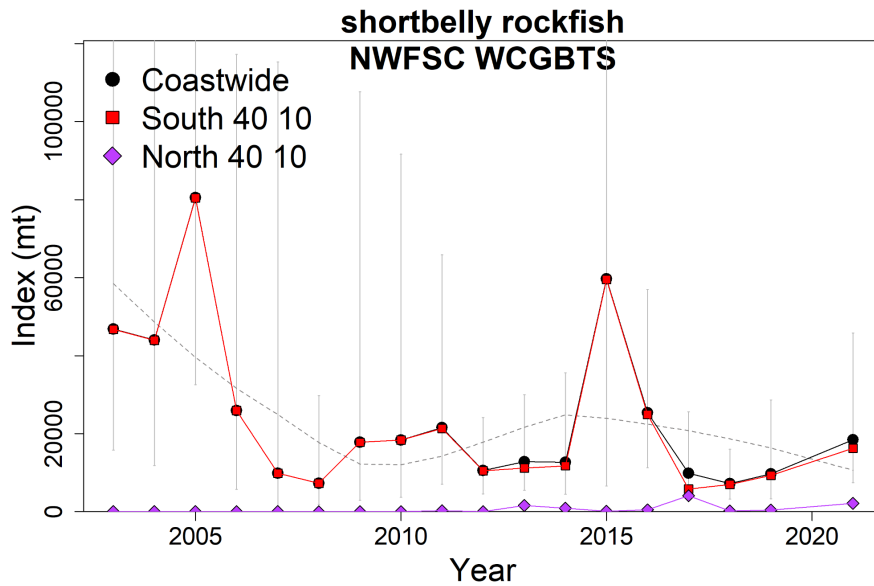 shortbelly rockfish
NWFSC WCGBTS
Coastwide
South 40 10
North 40 10
Index (mt)
100000
60000
20000
0
2005
2010
2015
2020
Year